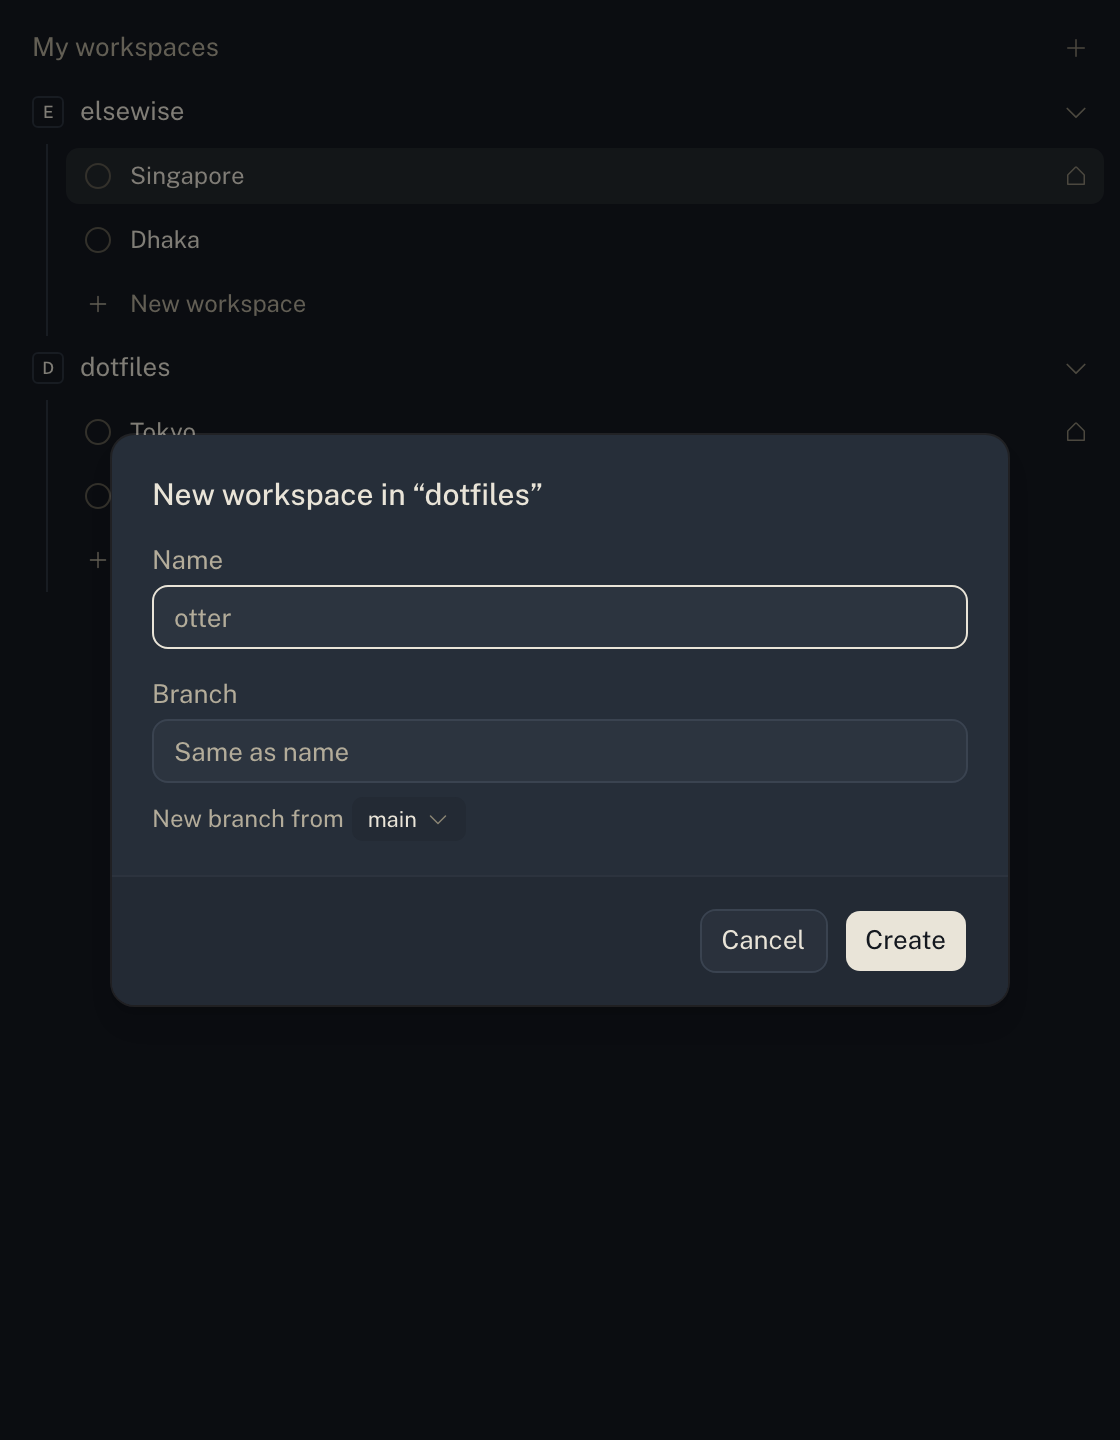 My workspaces
E elsewise
Singapore
Dhaka
New workspace
D dotfiles
Tokyo
New workspace in “dotfiles”
Name
otter
Branch
Same as name
New branch from main
Cancel Create